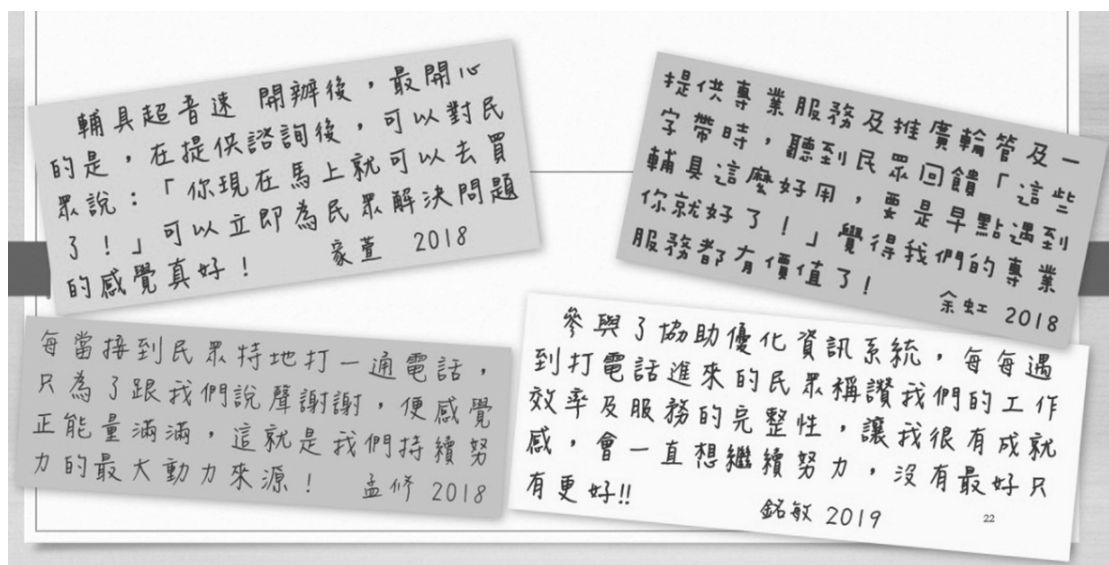 輔具超音速 開辦後，最開心
的是，在提供諮詢後，可以對民
眾說：「你現在馬上就可以去買
了！」可以立即為民眾解決問題
的感覺真好！ 家萱 2018
提供專業服務及推廣輪管及一
字帶時，聽到民眾回饋「這些
輔具這麼好用，要是早點遇到
你就好了！」覺得我們的專業
服務都有價值了！ 余虹 2018
每當接到民眾特地打一通電話，
只為了跟我們說聲謝謝，便感覺
正能量滿滿，這就是我們持續努
力的最大動力來源！ 孟修 2018
參與了協助優化資訊系統，每每遇
到打電話進來的民眾稱讚我們的工作
效率及服務的完整性，讓我很有成就
感，會一直想繼續努力，沒有最好只
有更好!! 銘敏 2019
22